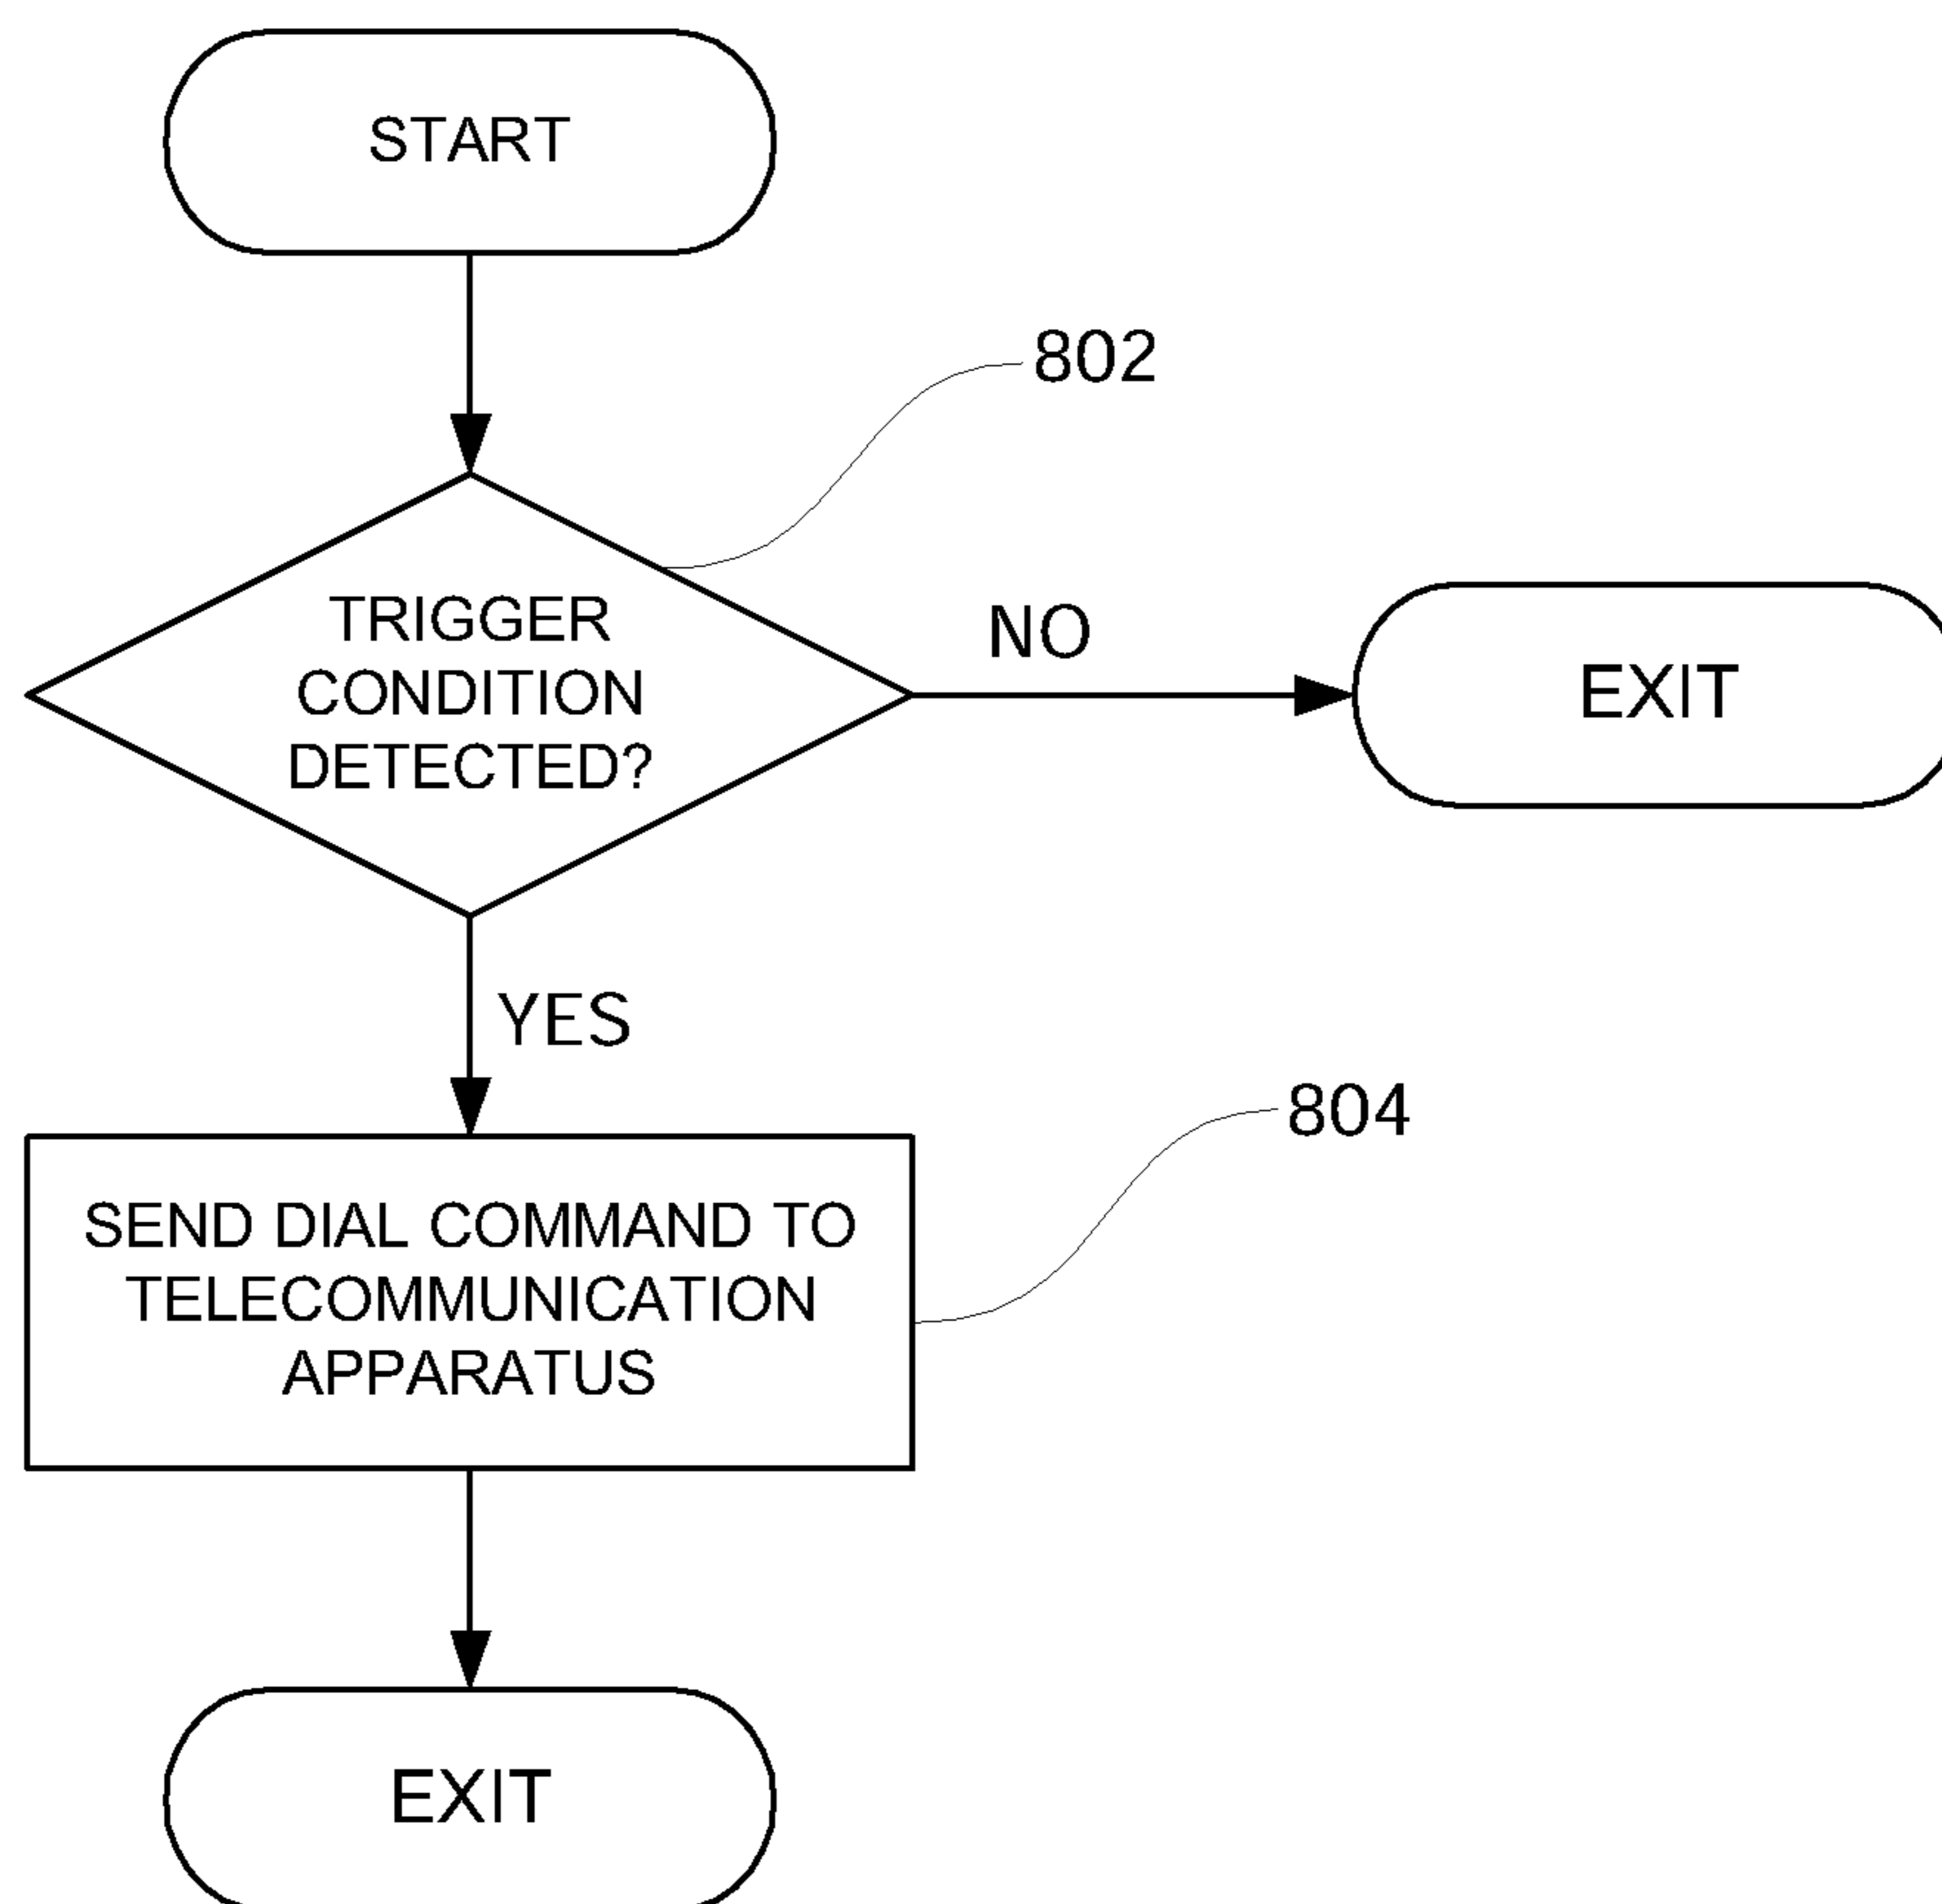 START
802
TRIGGER
CONDITION
DETECTED?
NO
EXIT
YES
804
SEND DIAL COMMAND TO
TELECOMMUNICATION
APPARATUS
EXIT